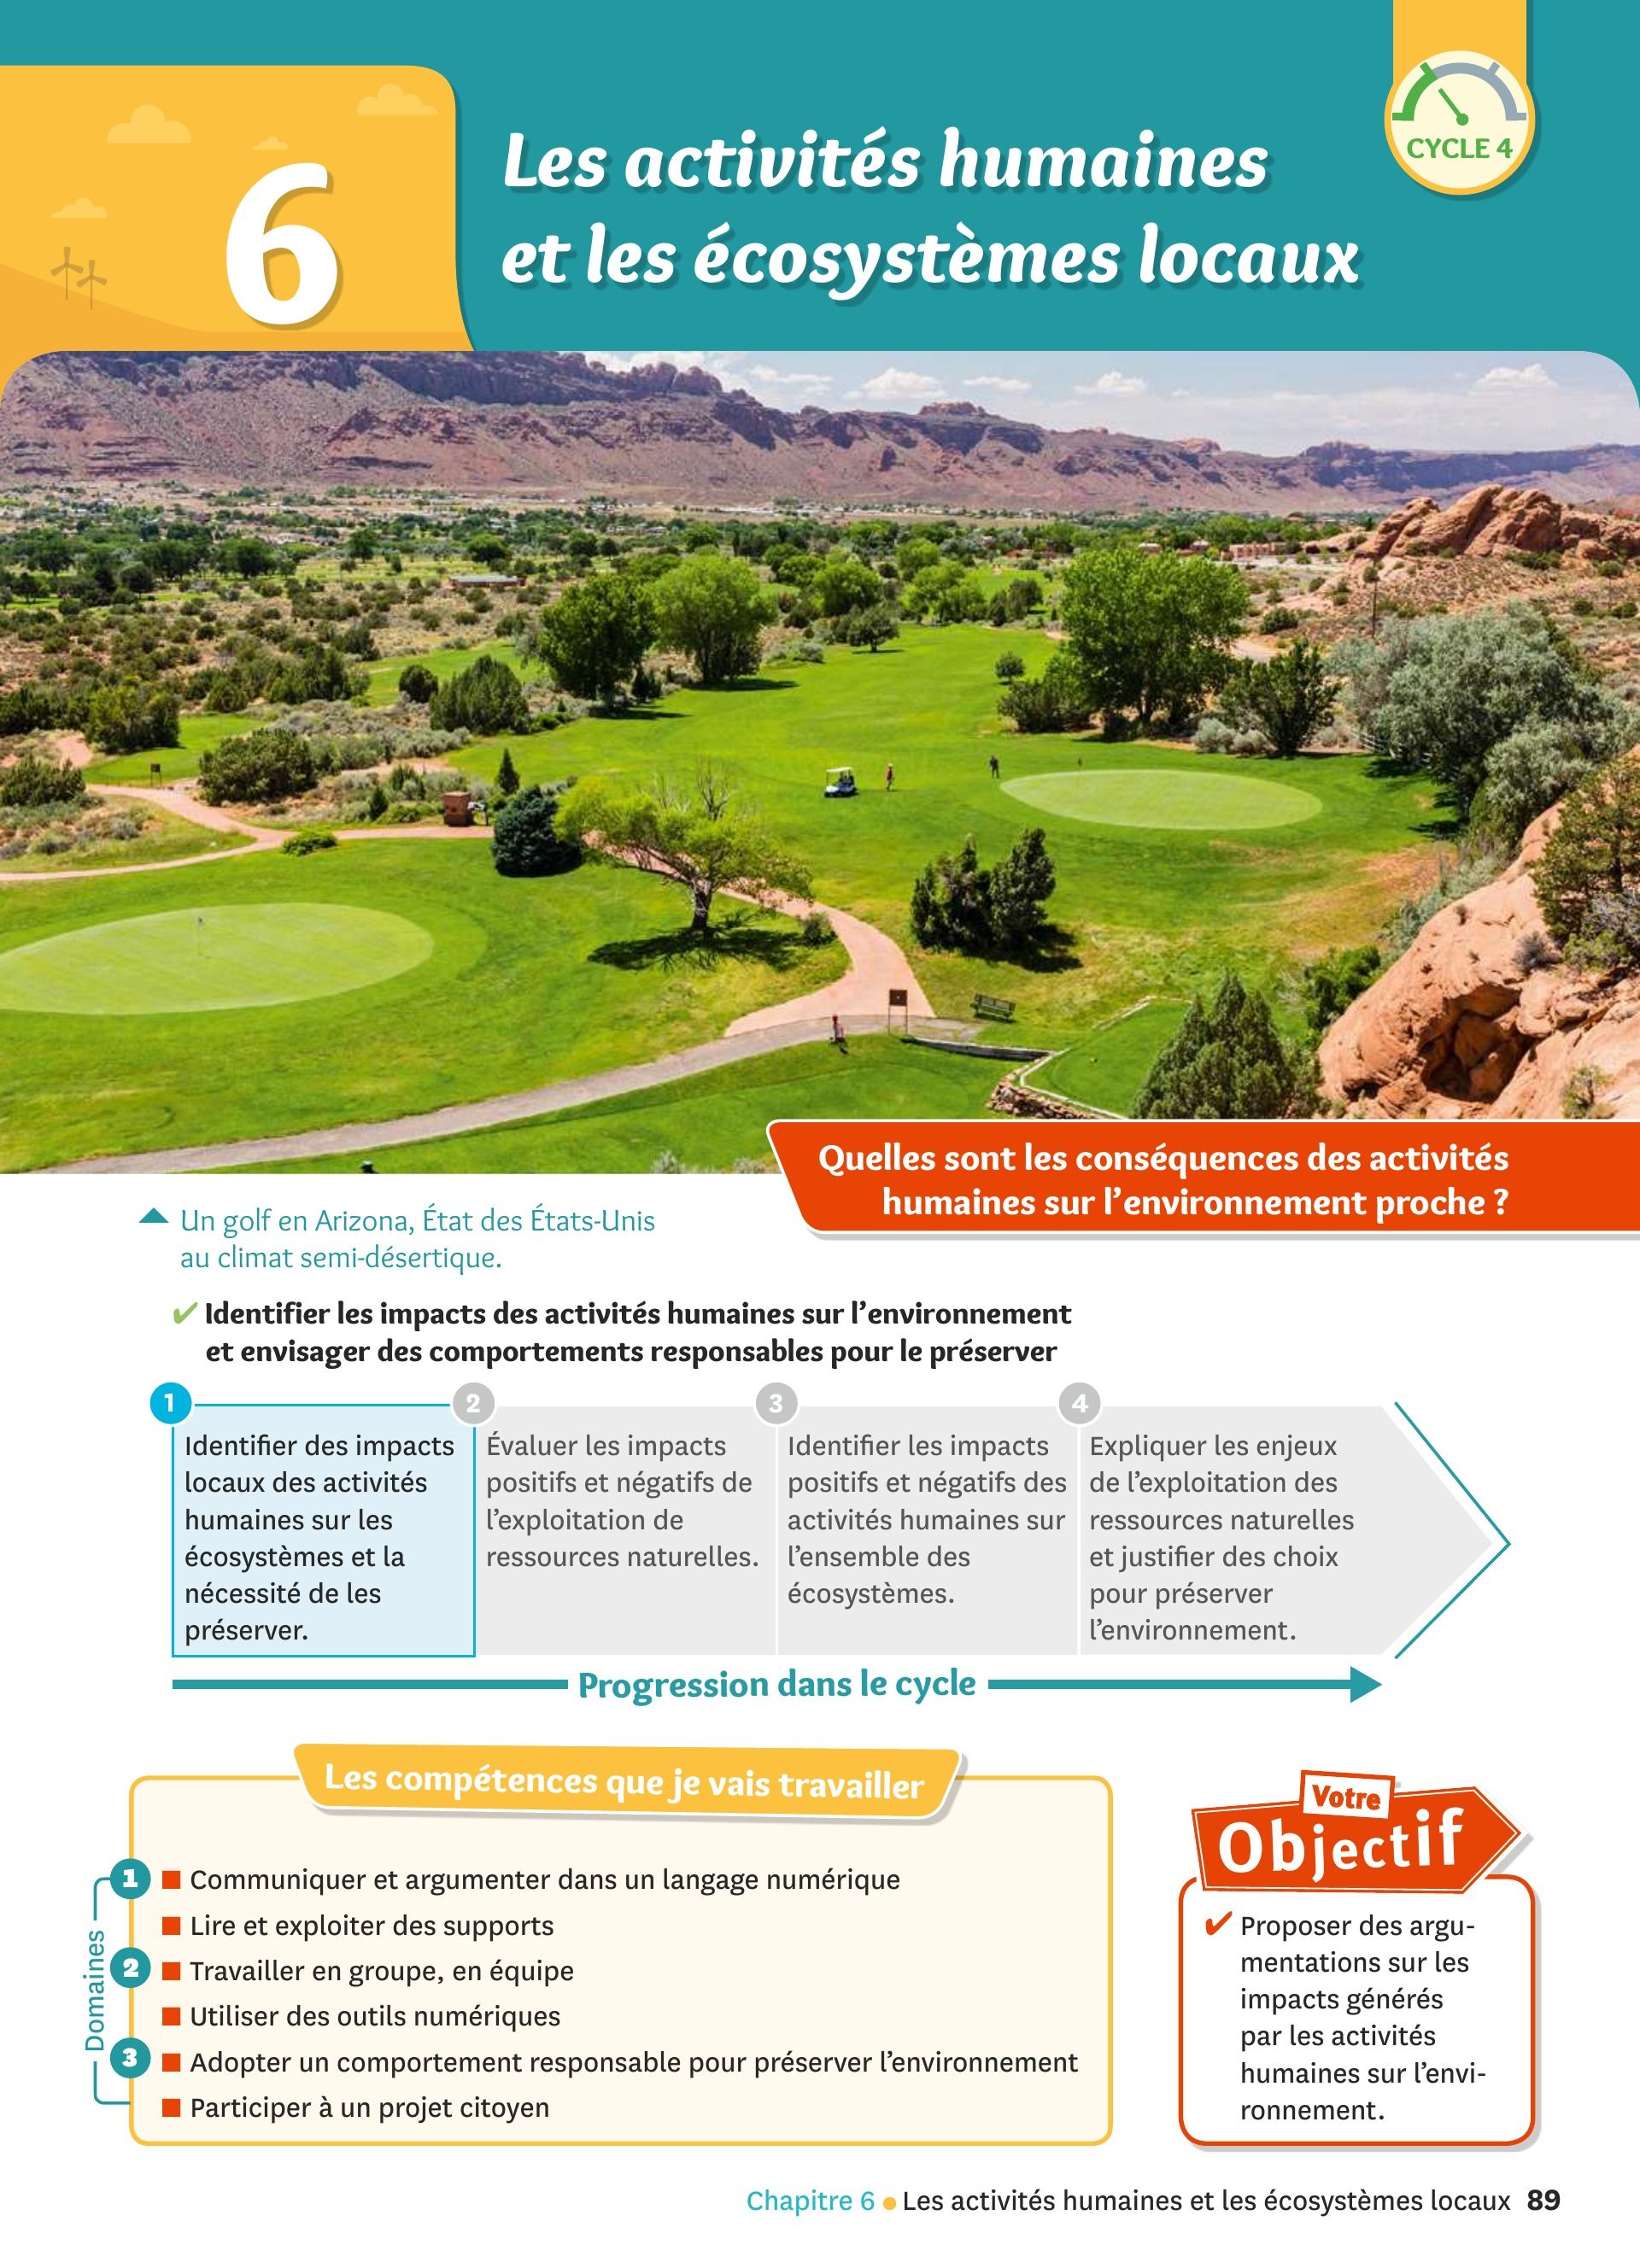 6
Les activités humaines
et les écosystèmes locaux
CYCLE 4
Quelles sont les conséquences des activités
humaines sur l'environnement proche ?
Un golf en Arizona, État des États-Unis
au climat semi-désertique.
✔ Identifier les impacts des activités humaines sur l'environnement
et envisager des comportements responsables pour le préserver
1
Identifier des impacts
locaux des activités
humaines sur les
écosystèmes et la
nécessité de les
préserver.
2
Évaluer les impacts
positifs et négatifs de
l'exploitation de
ressources naturelles.
3
Identifier les impacts
positifs et négatifs des
activités humaines sur
l'ensemble des
écosystèmes.
4
Expliquer les enjeux
de l'exploitation des
ressources naturelles
et justifier des choix
pour préserver
l'environnement.
Progression dans le cycle
Les compétences que je vais travailler
Domaines
1 ■ Communiquer et argumenter dans un langage numérique
■ Lire et exploiter des supports
2 ■ Travailler en groupe, en équipe
■ Utiliser des outils numériques
3 ■ Adopter un comportement responsable pour préserver l'environnement
■ Participer à un projet citoyen
Votre
Objectif
✔ Proposer des argu-
mentations sur les
impacts générés
par les activités
humaines sur l'envi-
ronnement.
Chapitre 6 ● Les activités humaines et les écosystèmes locaux 89